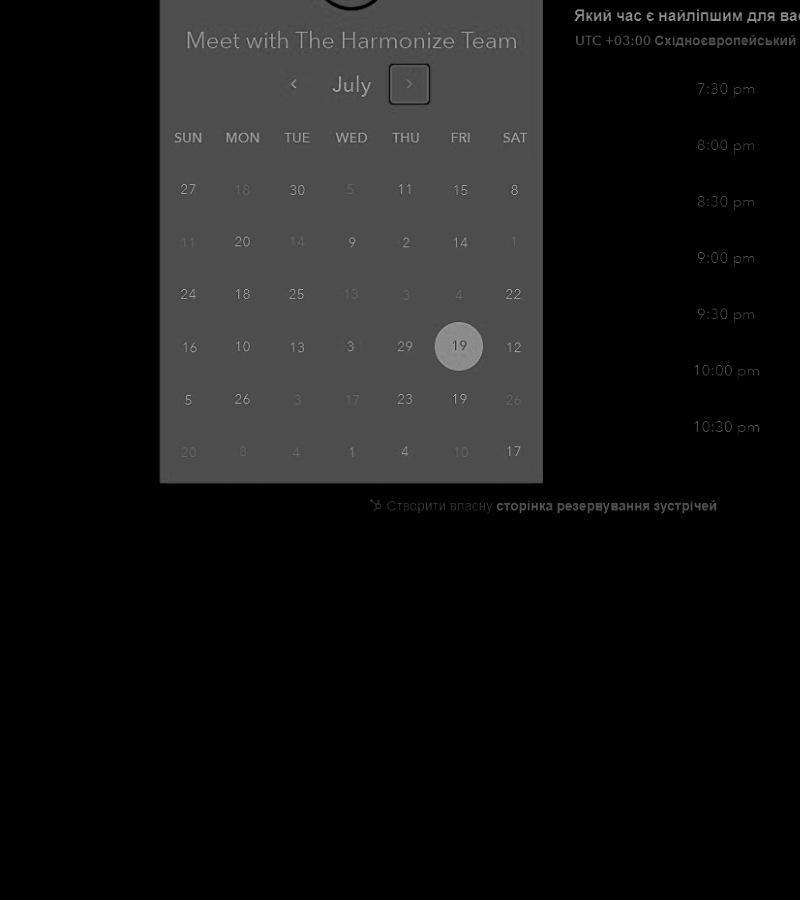 Який час є найліпшим для вас
UTC +03:00 Східноєвропейський
Meet with The Harmonize Team
July
SUN MON TUE WED THU FRI SAT
27 18 30 5 11 15 8
11 20 14 9 2 14 1
24 18 25 13 3 4 22
16 10 13 3 29 19 12
5 26 3 17 23 19 26
20 8 4 1 4 10 17
7:30 pm
8:00 pm
8:30 pm
9:00 pm
9:30 pm
10:00 pm
10:30 pm
Створити власну сторінка резервування зустрічей